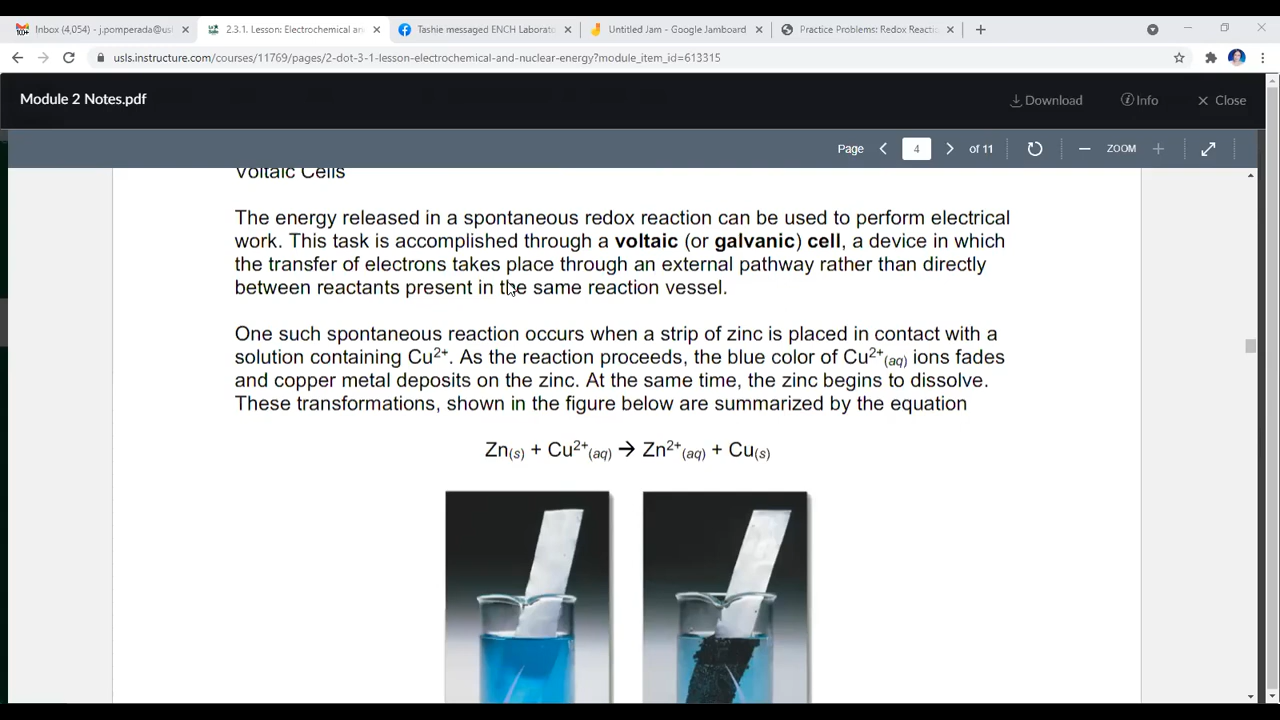 Inbox (4,054) - j.pomperada@us
2.3.1. Lesson: Electrochemical an
Tashie messaged ENCH Laborato
Untitled Jam - Google Jamboard
Practice Problems: Redox Reactio
usls.instructure.com/courses/11769/pages/2-dot-3-1-lesson-electrochemical-and-nuclear-energy?module_item_id=613315
Module 2 Notes.pdf
Download
Info
Close
Page
4
of 11
ZOOM
Voltaic Cells
The energy released in a spontaneous redox reaction can be used to perform electrical
work. This task is accomplished through a voltaic (or galvanic) cell, a device in which
the transfer of electrons takes place through an external pathway rather than directly
between reactants present in the same reaction vessel.
One such spontaneous reaction occurs when a strip of zinc is placed in contact with a
solution containing Cu²⁺. As the reaction proceeds, the blue color of Cu²⁺(aq) ions fades
and copper metal deposits on the zinc. At the same time, the zinc begins to dissolve.
These transformations, shown in the figure below are summarized by the equation
Zn(s) + Cu²⁺(aq) → Zn²⁺(aq) + Cu(s)